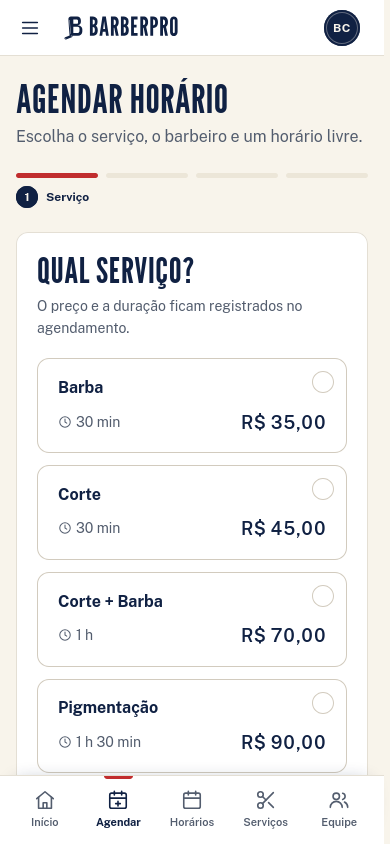 BARBERPRO
BC
AGENDAR HORÁRIO
Escolha o serviço, o barbeiro e um horário livre.
1 Serviço
QUAL SERVIÇO?
O preço e a duração ficam registrados no
agendamento.
Barba
30 min R$ 35,00
Corte
30 min R$ 45,00
Corte + Barba
1 h R$ 70,00
Pigmentação
1 h 30 min R$ 90,00
Início Agendar Horários Serviços Equipe